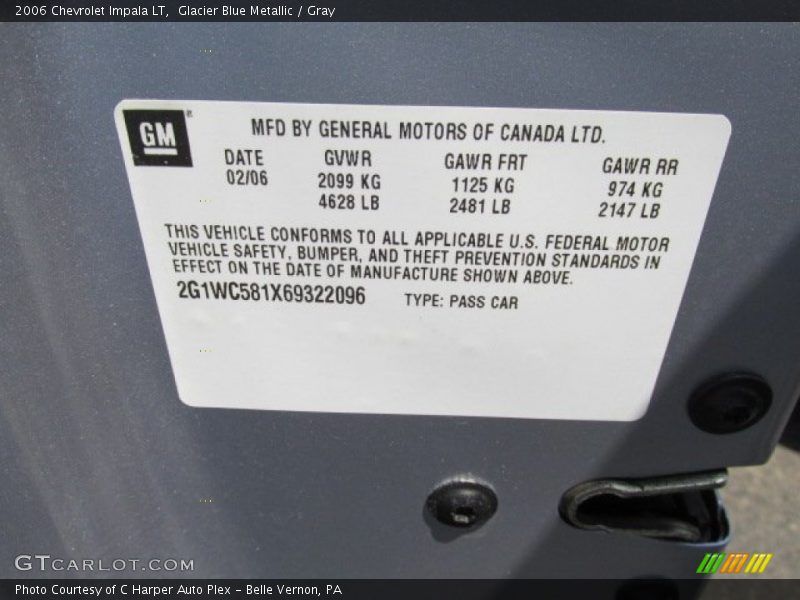 2006 Chevrolet Impala LT,  Glacier Blue Metallic / Gray
GM
MFD BY GENERAL MOTORS OF CANADA LTD.
DATE GVWR GAWR FRT GAWR RR
02/06 2099 KG 1125 KG 974 KG
4628 LB 2481 LB 2147 LB
THIS VEHICLE CONFORMS TO ALL APPLICABLE U.S. FEDERAL MOTOR
VEHICLE SAFETY, BUMPER, AND THEFT PREVENTION STANDARDS IN
EFFECT ON THE DATE OF MANUFACTURE SHOWN ABOVE.
2G1WC581X69322096 TYPE: PASS CAR
GTCARLOT.COM
Photo Courtesy of C Harper Auto Plex – Belle Vernon, PA